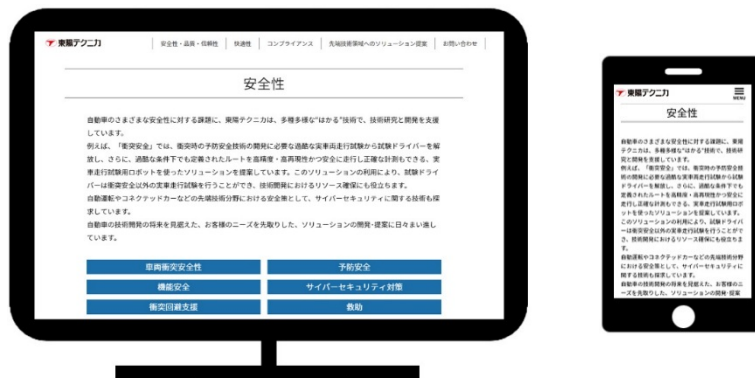 東陽テクニカ
安全性・品質・信頼性
快適性
コンプライアンス
先端技術領域へのソリューション提案
お問い合わせ
安全性
自動車のさまざまな安全性に対する課題に、東陽テクニカは、多種多様な“はかる”技術で、技術研究と開発を支援
しています。
例えば、「衝突安全」では、衝突時の予防安全技術の開発に必要な過酷な実車両走行試験から試験ドライバーを解
放し、さらに、過酷な条件下でも定義されたルートを高精度・高再現性かつ安全に走行し正確な計測もできる、実
車走行試験用ロボットを使ったソリューションを提案しています。このソリューションの利用により、試験ドライ
バーは衝突安全以外の実車走行試験を行うことができ、技術開発におけるリソース確保にも役立ちます。
自動運転やコネクテッドカーなどの先端技術分野における安全策として、サイバーセキュリティに関する技術も探
求しています。
自動車の技術開発の将来を見据えた、お客様のニーズを先取りした、ソリューションの開発・提案に日々まい進し
ています。
車両衝突安全性
予防安全
機能安全
サイバーセキュリティ対策
衝突回避支援
救助
東陽テクニカ
MENU
安全性
自動車のさまざまな安全性に対する課題に、東陽
テクニカは、多種多様な“はかる”技術で、技術研
究と開発を支援しています。
例えば、「衝突安全」では、衝突時の予防安全技
術の開発に必要な過酷な実車両走行試験から試験
ドライバーを解放し、さらに、過酷な条件下でも
定義されたルートを高精度・高再現性かつ安全に
走行し正確な計測もできる、実車走行試験用ロボ
ットを使ったソリューションを提案しています。
このソリューションの利用により、試験ドライバ
ーは衝突安全以外の実車走行試験を行うことがで
き、技術開発におけるリソース確保にも役立ちま
す。
自動運転やコネクテッドカーなどの先端技術分野
における安全策として、サイバーセキュリティに
関する技術も探求しています。
自動車の技術開発の将来を見据えた、お客様のニ
ーズを先取りした、ソリューションの開発・提案